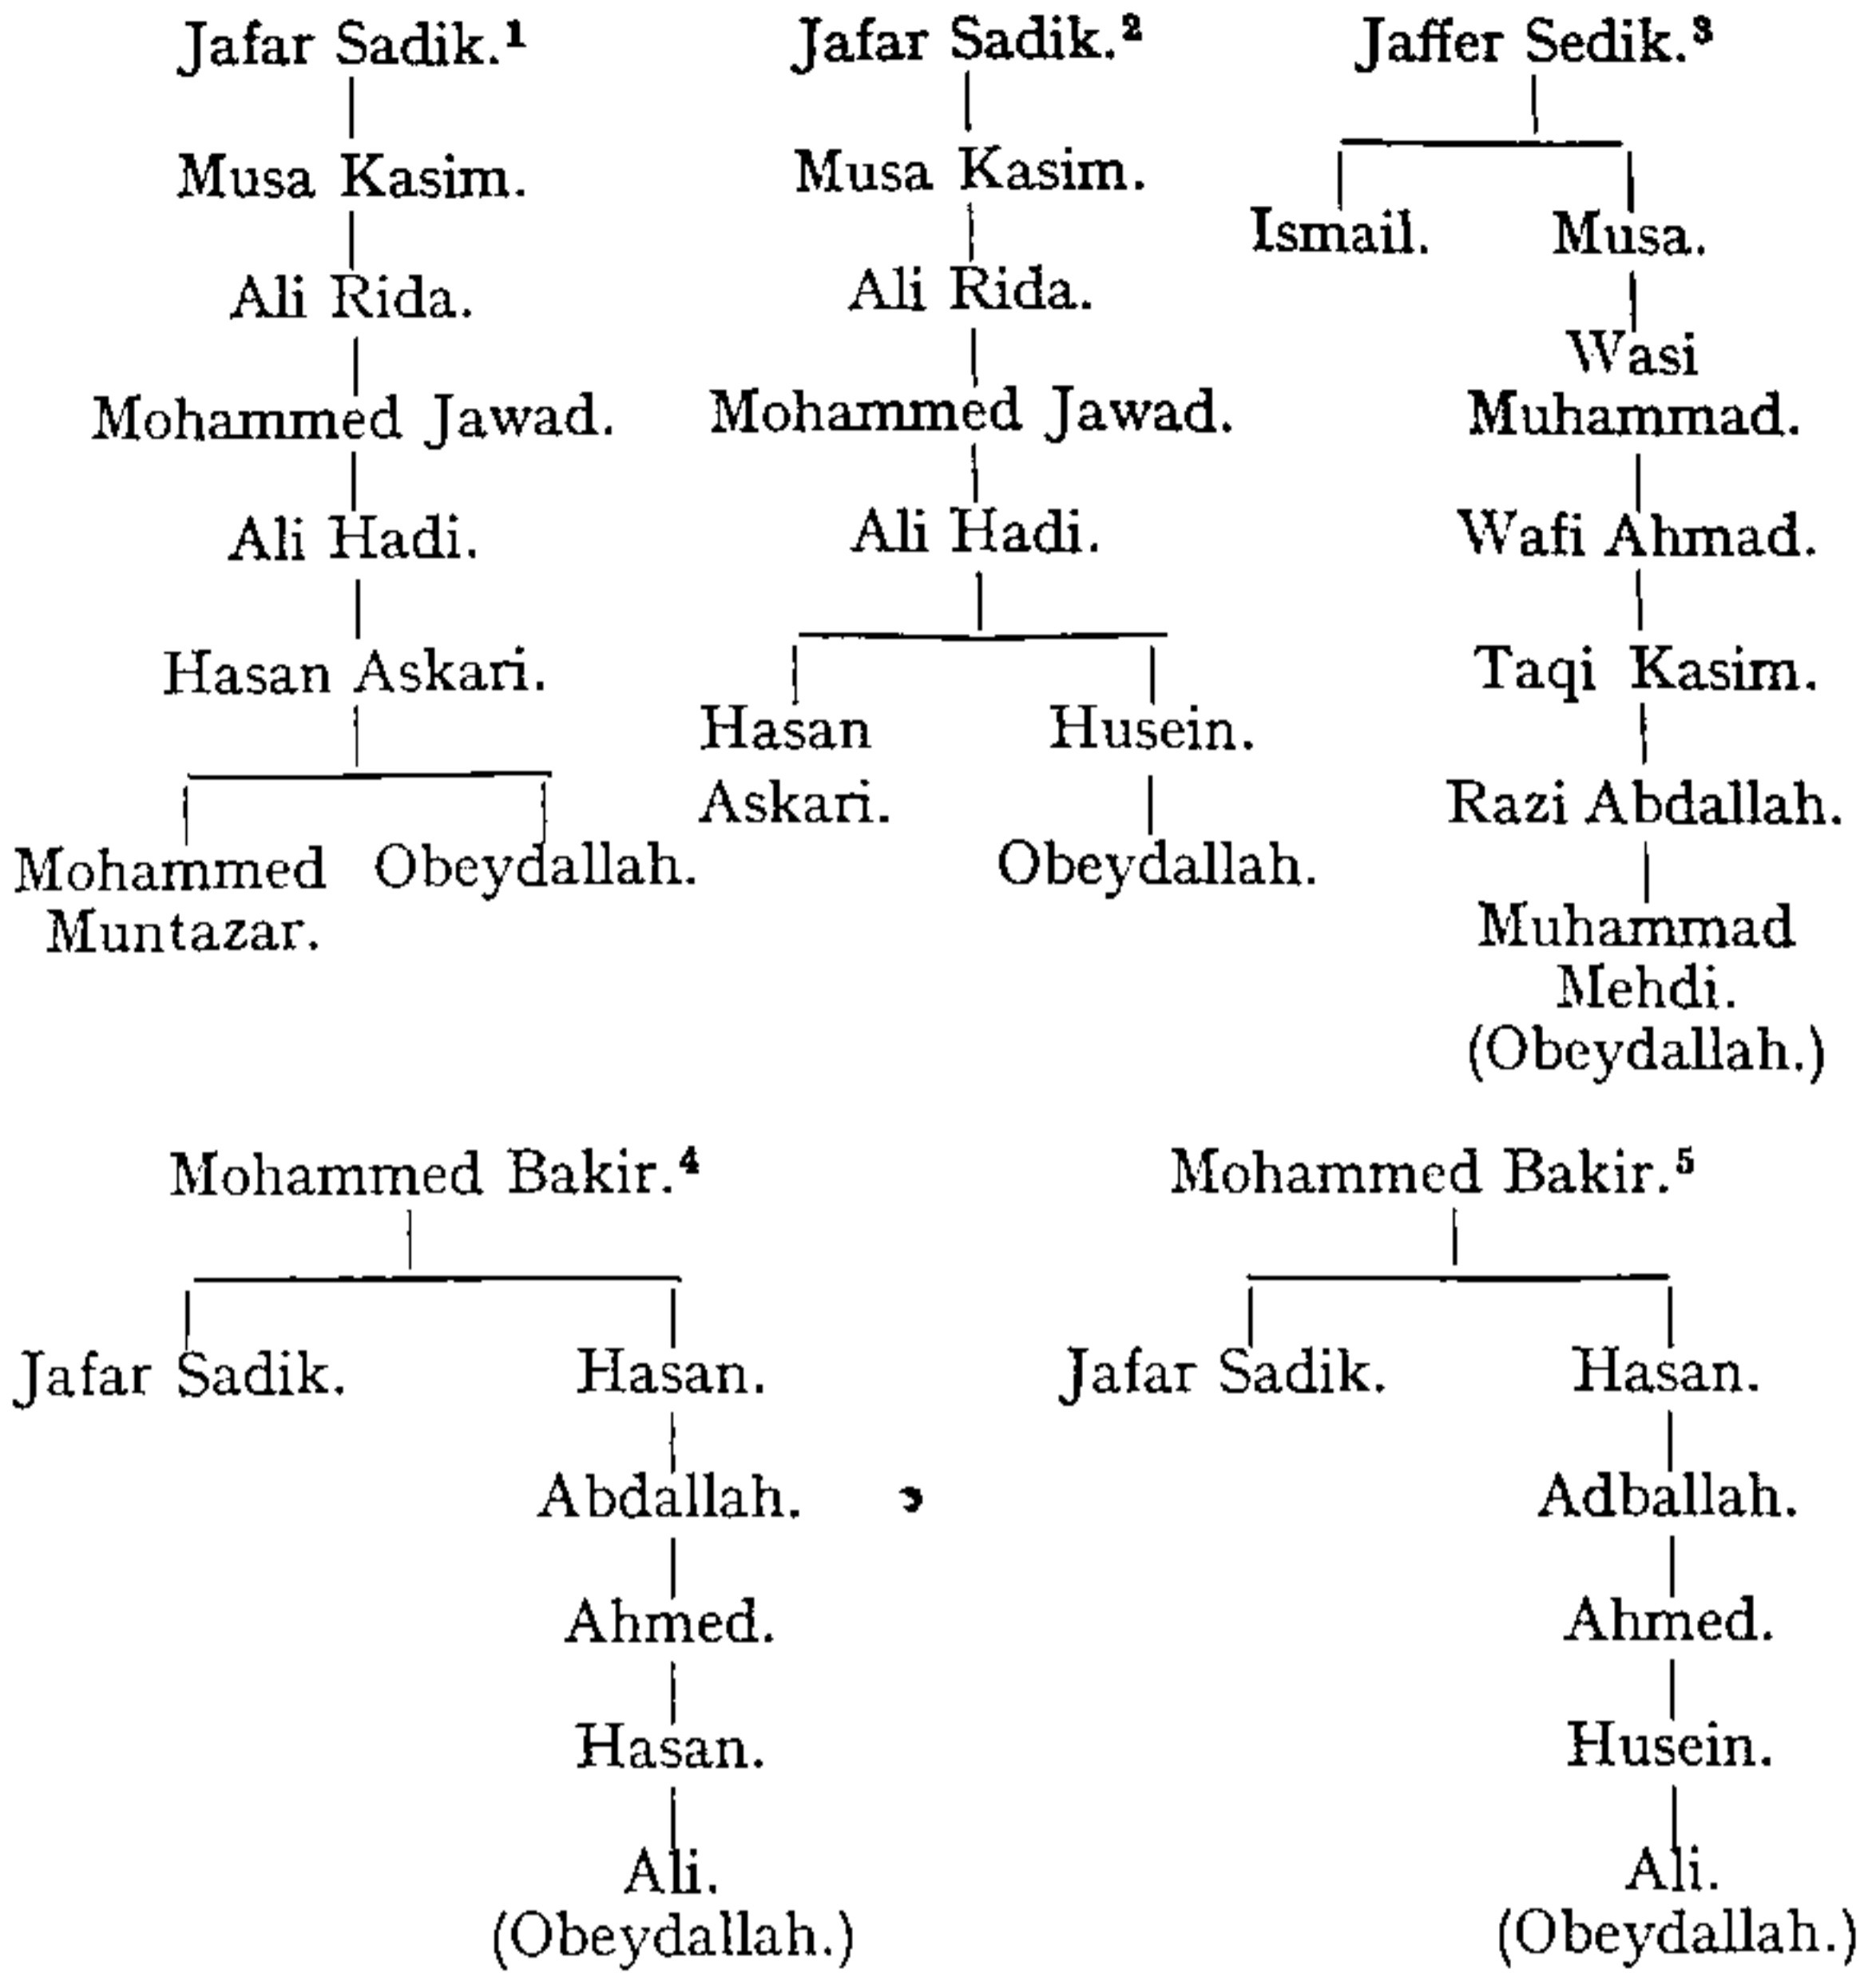 Jafar Sadik.¹
Musa Kasim.
Ali Rida.
Mohammed Jawad.
Ali Hadi.
Hasan Askari.
Mohammed Obeydallah.
Muntazar.
Jafar Sadik.²
Musa Kasim.
Ali Rida.
Mohammed Jawad.
Ali Hadi.
Hasan Husein.
Askari.
Obeydallah.
Jaffer Sedik.³
Ismail. Musa.
Wasi
Muhammad.
Wafi Ahmad.
Taqi Kasim.
Razi Abdallah.
Muhammad
Mehdi.
(Obeydallah.)
Mohammed Bakir.⁴
Jafar Sadik. Hasan.
Abdallah.
Ahmed.
Hasan.
Ali.
(Obeydallah.)
Mohammed Bakir.⁵
Jafar Sadik. Hasan.
Adballah.
Ahmed.
Husein.
Ali.
(Obeydallah.)